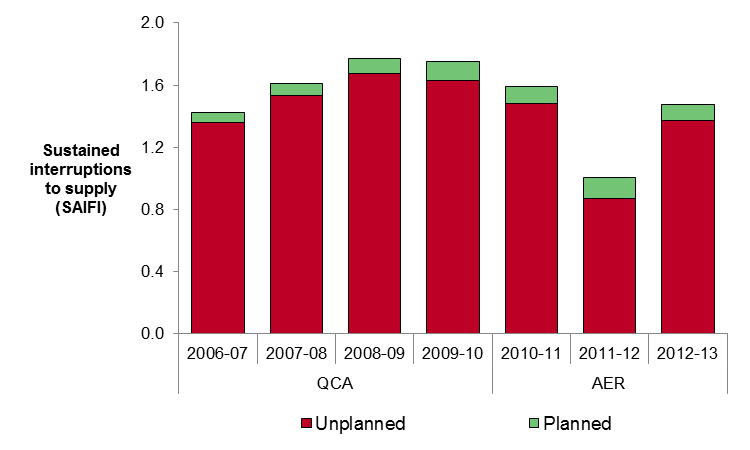 2.0
1.6
1.2
0.8
0.4
0.0
Sustained
interruptions
to supply
(SAIFI)
2006-07 2007-08 2008-09 2009-10 2010-11 2011-12 2012-13
QCA AER
Unplanned Planned